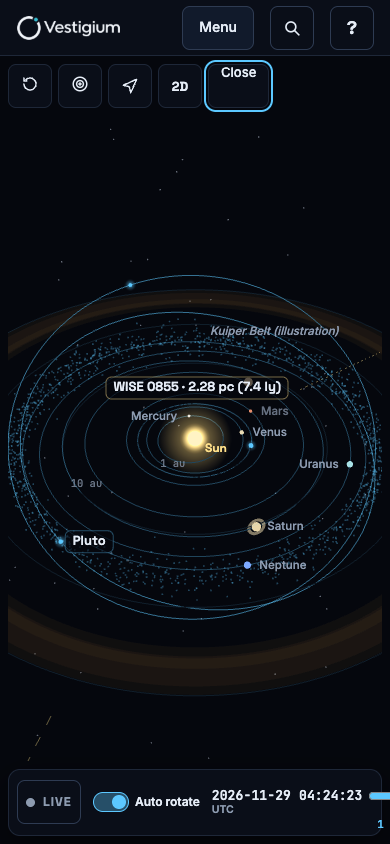 Vestigium
Menu
?
2D
Close
Kuiper Belt (illustration)
WISE 0855 · 2.28 pc (7.4 ly)
Mercury
Mars
Venus
Sun
1 au
Uranus
10 au
Saturn
Pluto
Neptune
LIVE
Auto rotate
2026-11-29 04:24:23
UTC
1